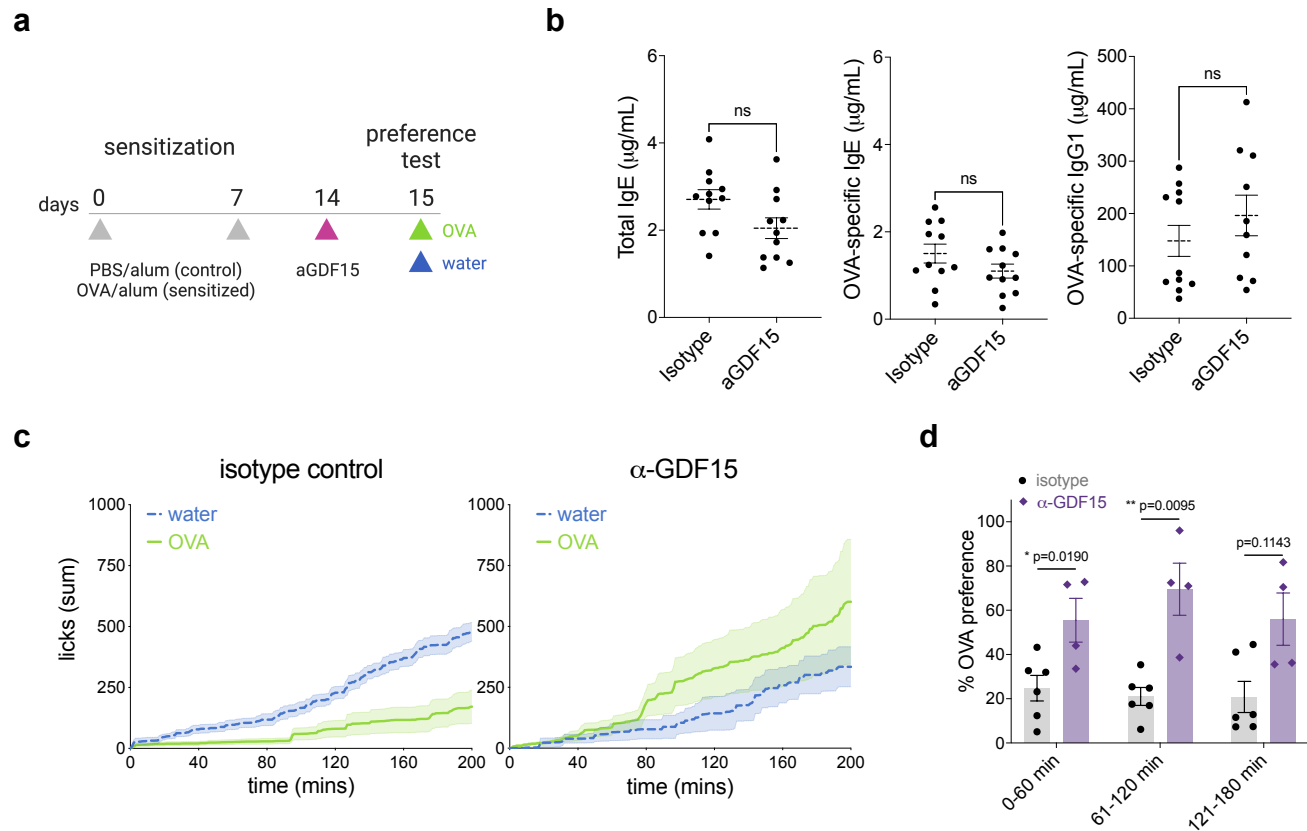 a
sensitization
preference
test
days
0
7
14
15
OVA
water
PBS/alum (control)
OVA/alum (sensitized)
aGDF15
b
Total IgE (μg/mL)
6
4
2
0
ns
Isotype
aGDF15
OVA-specific IgE (μg/mL)
6
4
2
0
ns
Isotype
aGDF15
OVA-specific IgG1 (μg/mL)
500
400
300
200
100
0
ns
Isotype
aGDF15
c
isotype control
licks (sum)
1000
750
500
250
0
water
OVA
0 40 80 120 160 200
time (mins)
α-GDF15
1000
750
500
250
0
water
OVA
0 40 80 120 160 200
time (mins)
d
isotype
α-GDF15
% OVA preference
100
80
60
40
20
0
* p=0.0190
** p=0.0095
p=0.1143
0-60 min
61-120 min
121-180 min